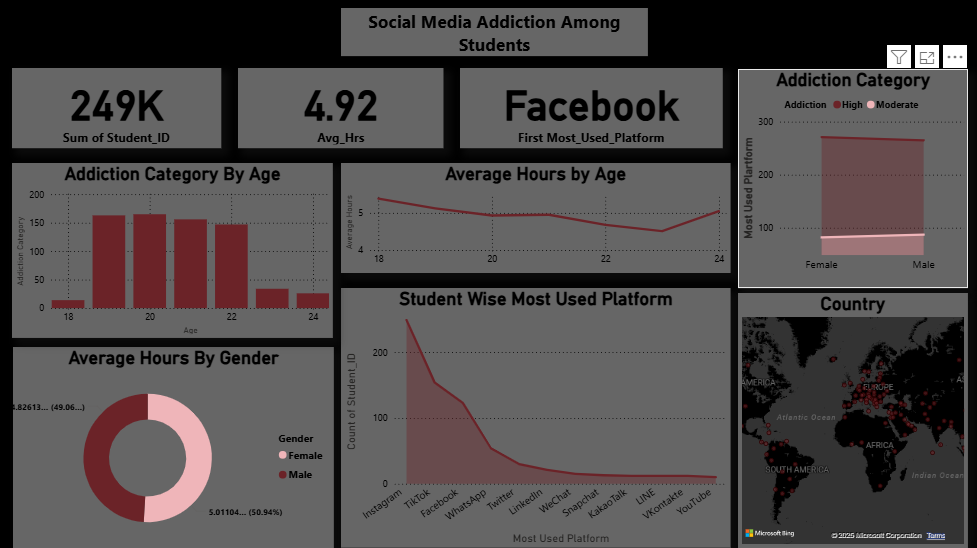 Social Media Addiction Among
Students
249K
Sum of Student_ID
4.92
Avg_Hrs
Facebook
First Most_Used_Platform
Addiction Category
Addiction High Moderate
Most Used Plartform
300
200
100
Female Male
Addiction Category By Age
Addiction Category
200
150
100
50
0
18 20 22 24
Age
Average Hours by Age
Average Hours
5
4
18 20 22 24
Average Hours By Gender
4.82613... (49.06...)
5.01104... (50.94%)
Gender
Female
Male
Student Wise Most Used Platform
Count of Student_ID
200
100
0
Instagram TikTok Facebook WhatsApp Twitter LinkedIn WeChat Snapchat KakaoTalk LINE VKontakte YouTube
Most Used Platform
Country
AMERICA
EUROPE
Atlantic Ocean
AFRICA
SOUTH AMERICA
Indian Ocean
Microsoft Bing
© 2025 Microsoft Corporation Terms